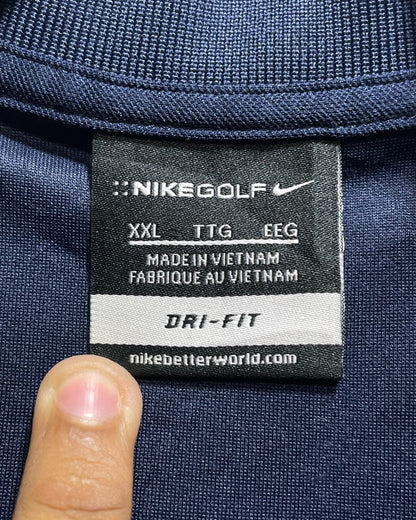 NIKEGOLF
XXL TTG EEG
MADE IN VIETNAM
FABRIQUE AU VIETNAM
DRI-FIT
nikebetterworld.com